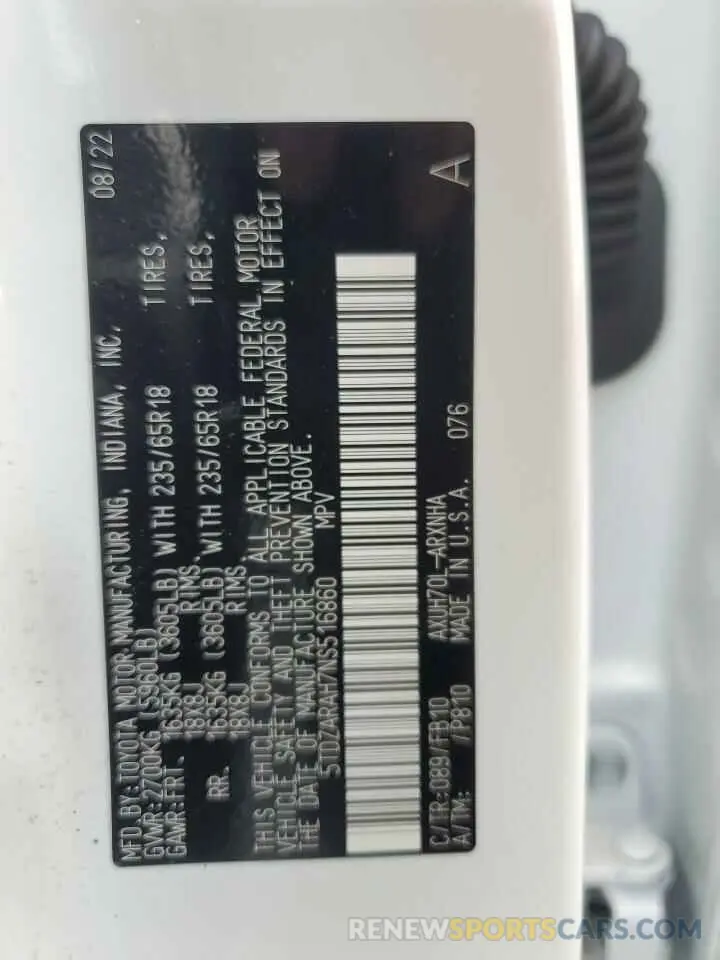 MFD.BY:TOYOTA MOTOR MANUFACTURING, INDIANA, INC. 08/22
GVWR:2700KG (5960LB)
GAWR:FRT. 1635KG (3605LB) WITH 235/65R18 TIRES,
18X8J RIMS.
RR. 1635KG (3605LB) WITH 235/65R18 TIRES,
18X8J RIMS.
THIS VEHICLE CONFORMS TO ALL APPLICABLE FEDERAL MOTOR
VEHICLE SAFETY AND THEFT PREVENTION STANDARDS IN EFFECT ON
THE DATE OF MANUFACTURE SHOWN ABOVE.
MPV
C/TR:089/FB10 AXUH70L-ARXNHA 076 A
A/TM: /PB10 MADE IN U.S.A.
RENEWSPORTSCARS.COM